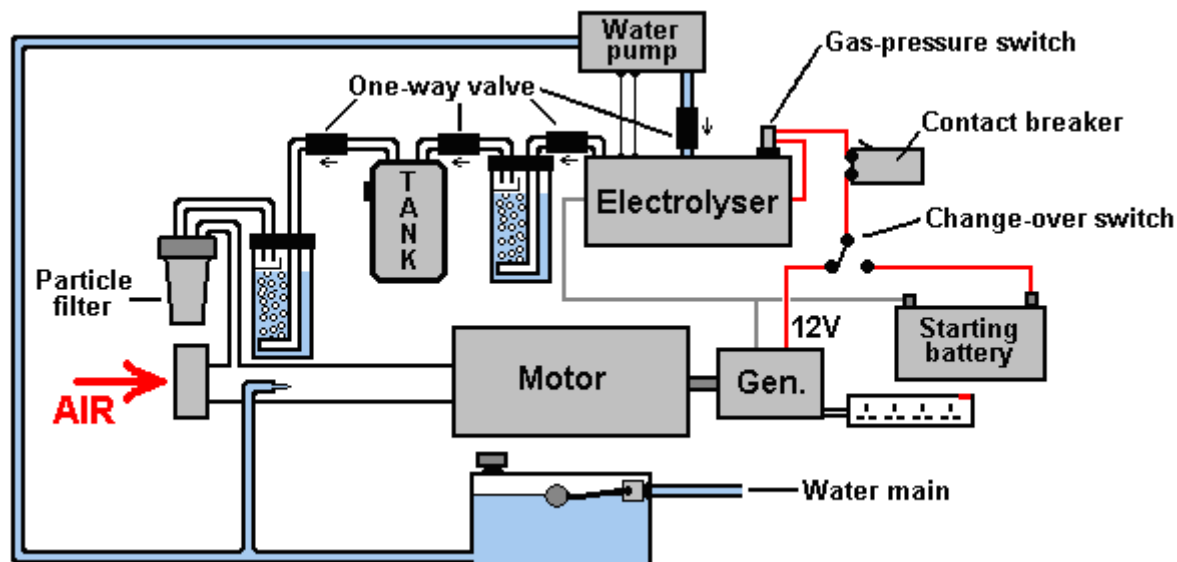 Water
pump
Gas-pressure switch
One-way valve
Contact breaker
TANK
Electrolyser
Change-over switch
Particle
filter
12V
Starting
battery
Motor
Gen.
AIR
Water main